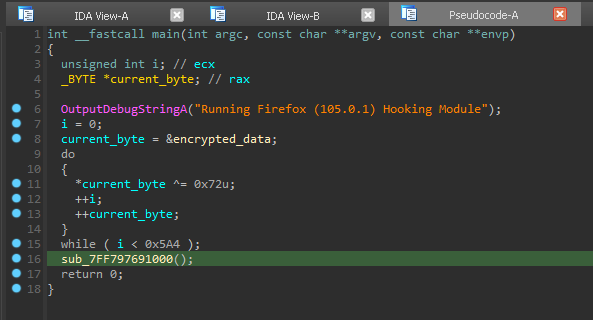 IDA View-A
IDA View-B
Pseudocode-A
1 int __fastcall main(int argc, const char **argv, const char **envp)
2 {
3 unsigned int i; // ecx
4 _BYTE *current_byte; // rax
5
6 OutputDebugStringA("Running Firefox (105.0.1) Hooking Module");
7 i = 0;
8 current_byte = &encrypted_data;
9 do
10 {
11 *current_byte ^= 0x72u;
12 ++i;
13 ++current_byte;
14 }
15 while ( i < 0x5A4 );
16 sub_7FF797691000();
17 return 0;
18 }